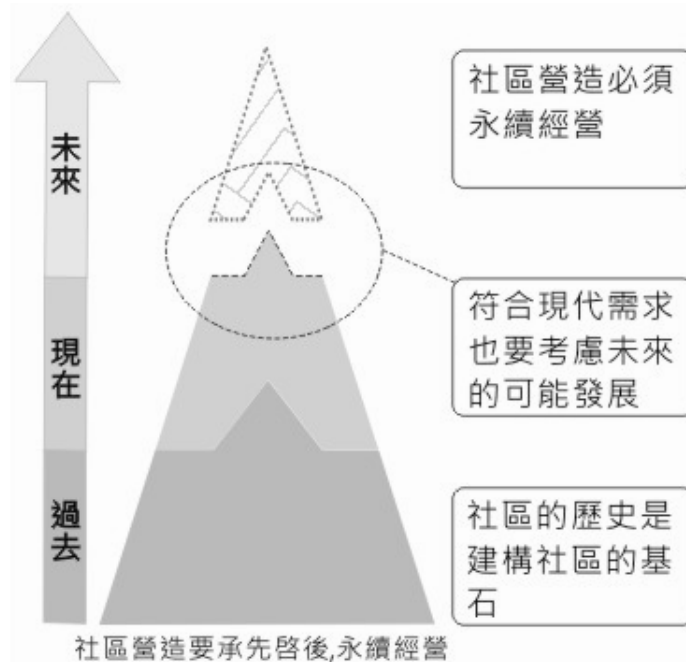 未來
社區營造必須
永續經營
現在
符合現代需求
也要考慮未來
的可能發展
過去
社區的歷史是
建構社區的基
石
社區營造要承先啓後,永續經營